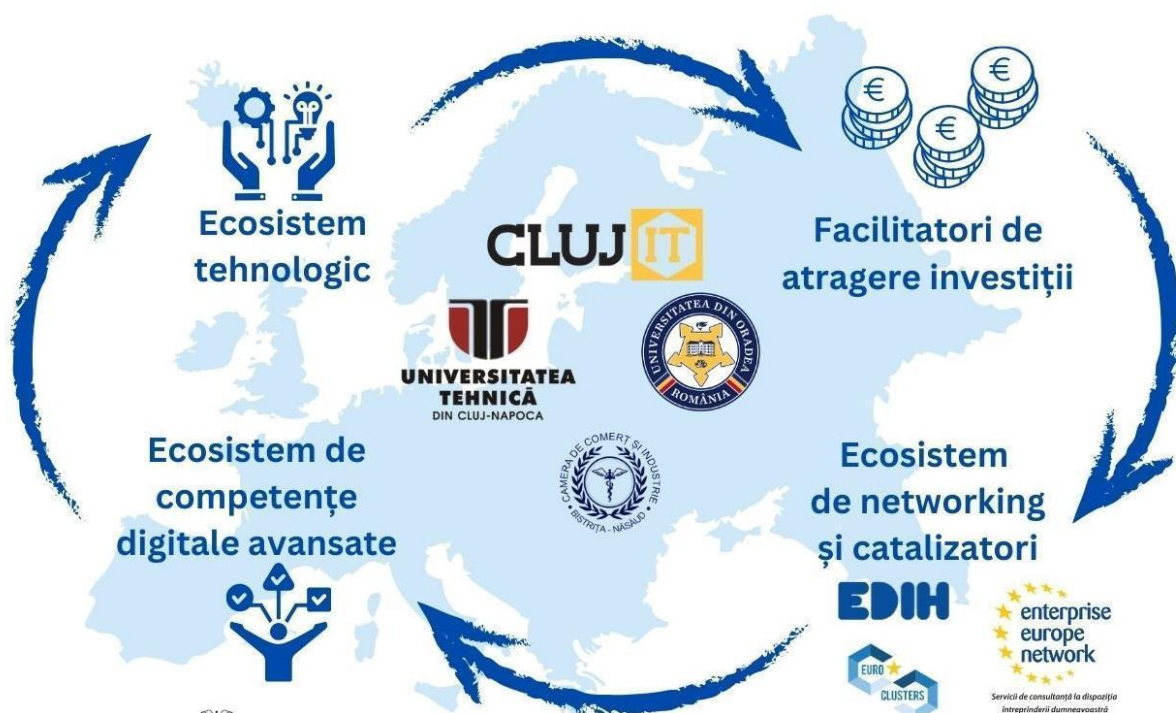 Ecosistem
tehnologic
Facilitatori de
atragere investiții
CLUJ IT
UNIVERSITATEA
TEHNICĂ
DIN CLUJ-NAPOCA
UNIVERSITATEA DIN ORADEA
ROMÂNIA
CAMERA DE COMERȚ ȘI INDUSTRIE
BISTRIȚA - NĂSĂUD
Ecosistem de
competențe
digitale avansate
Ecosistem
de networking
și catalizatori
EDIH
enterprise
europe
network
EURO
CLUSTERS
Servicii de consultanță la dispoziția
întreprinderii dumneavoastră